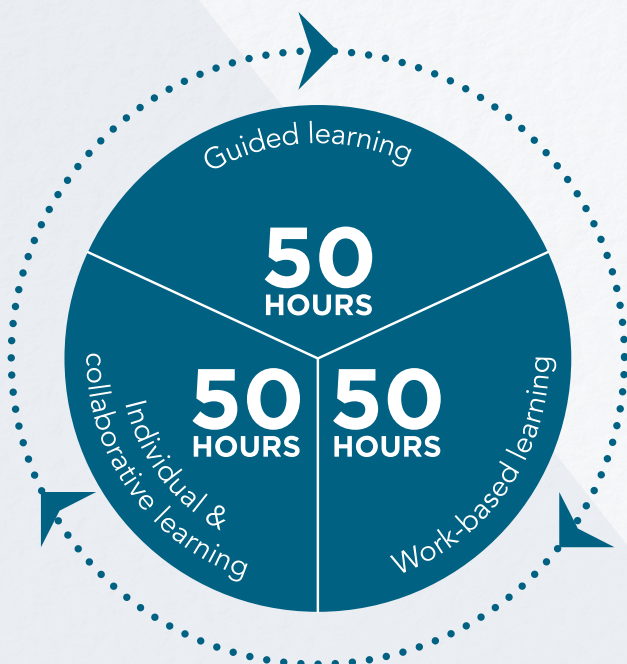 Guided learning
50
HOURS
Individual &
collaborative learning
50
HOURS
50
HOURS
Work-based learning